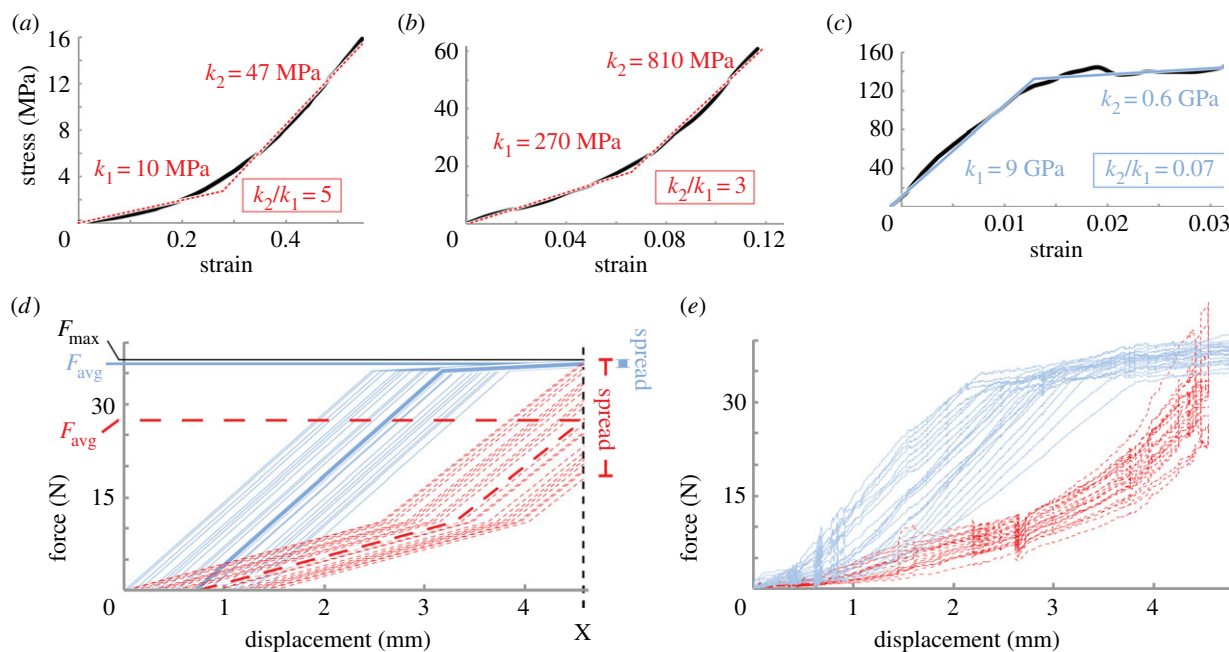 (a)
(b)
(c)
stress (MPa)
16
12
8
4
0
0.2
0.4
strain
k2 = 47 MPa
k1 = 10 MPa
k2/k1 = 5
60
40
20
0
0.04
0.08
0.12
strain
k2 = 810 MPa
k1 = 270 MPa
k2/k1 = 3
160
120
80
40
0
0.01
0.02
0.03
strain
k2 = 0.6 GPa
k1 = 9 GPa
k2/k1 = 0.07
(d)
(e)
Fmax
Favg
Favg
force (N)
30
15
0
1
2
3
4
X
displacement (mm)
spread
spread
force (N)
30
15
0
0
1
2
3
4
displacement (mm)